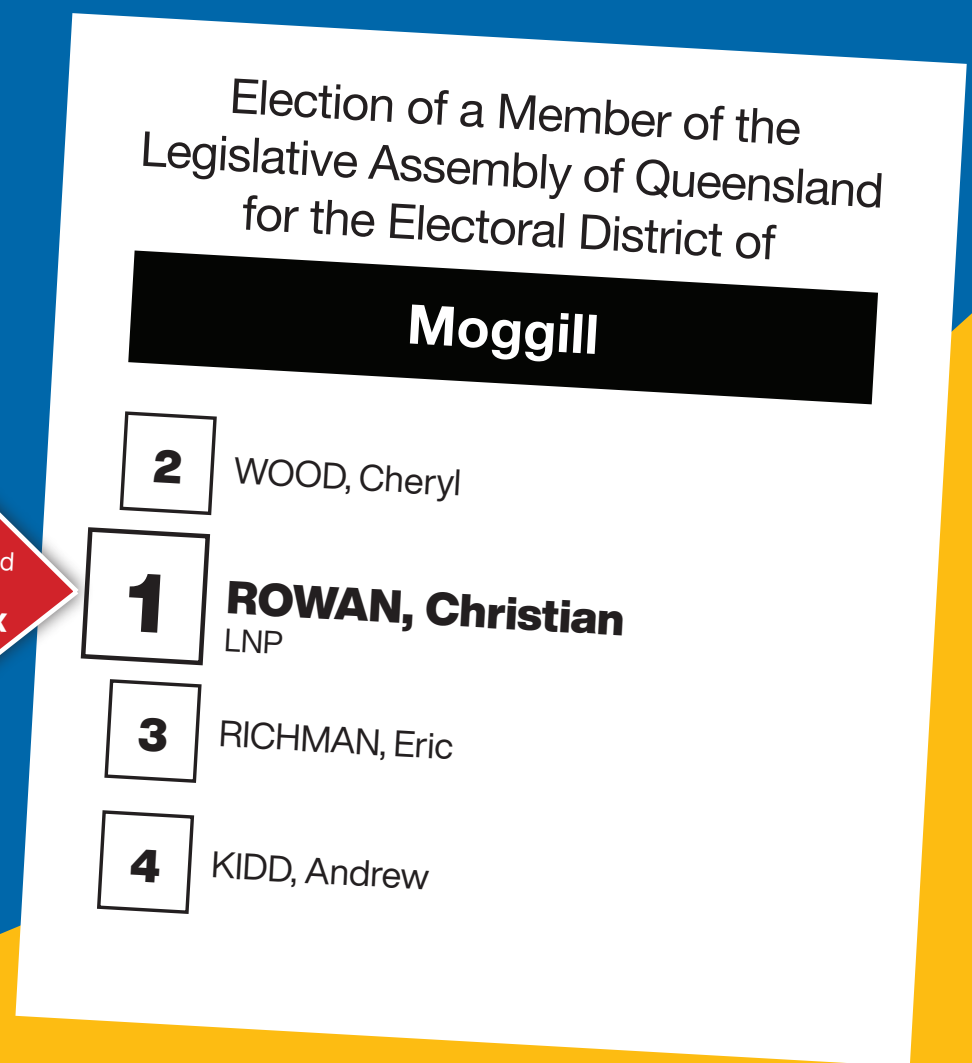 Election of a Member of the
Legislative Assembly of Queensland
for the Electoral District of
Moggill
2 WOOD, Cheryl
1 ROWAN, Christian
LNP
3 RICHMAN, Eric
4 KIDD, Andrew